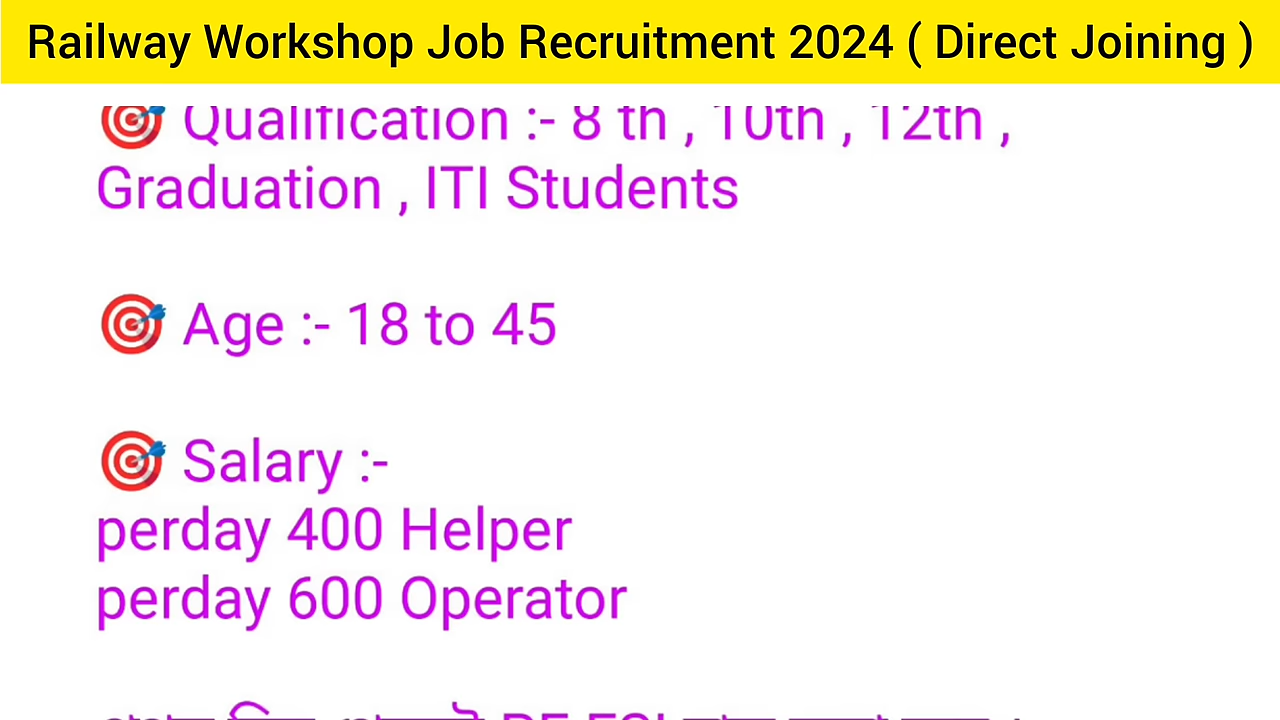 Railway Workshop Job Recruitment 2024 ( Direct Joining )
🎯 Qualification :- 8 th , 10th , 12th ,
Graduation , ITI Students
🎯 Age :- 18 to 45
🎯 Salary :-
perday 400 Helper
perday 600 Operator